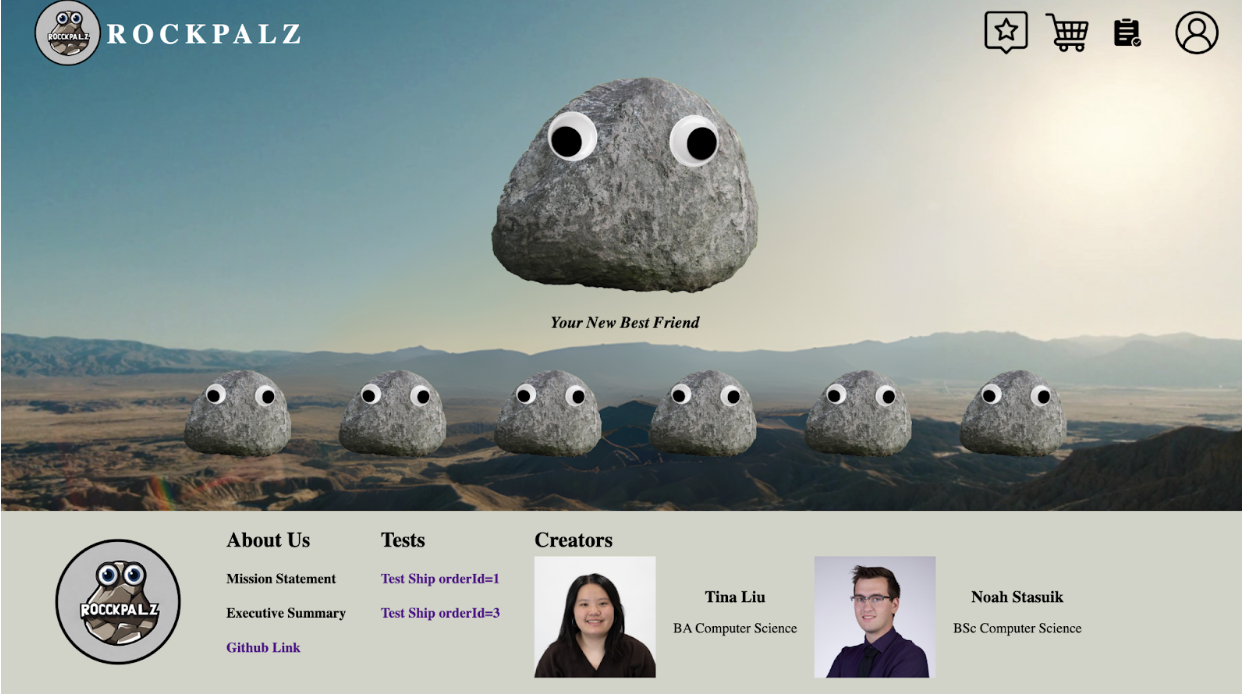 ROCCKPALZ
ROCKPALZ
Your New Best Friend
About Us
Mission Statement
Executive Summary
Github Link
Tests
Test Ship orderId=1
Test Ship orderId=3
Creators
Tina Liu
BA Computer Science
Noah Stasuik
BSc Computer Science
ROCCKPALZ